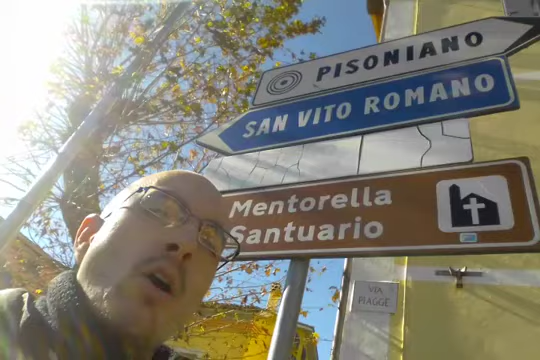 PISONIANO
SAN VITO ROMANO
Mentorella
Santuario
VIA
PIAGGE